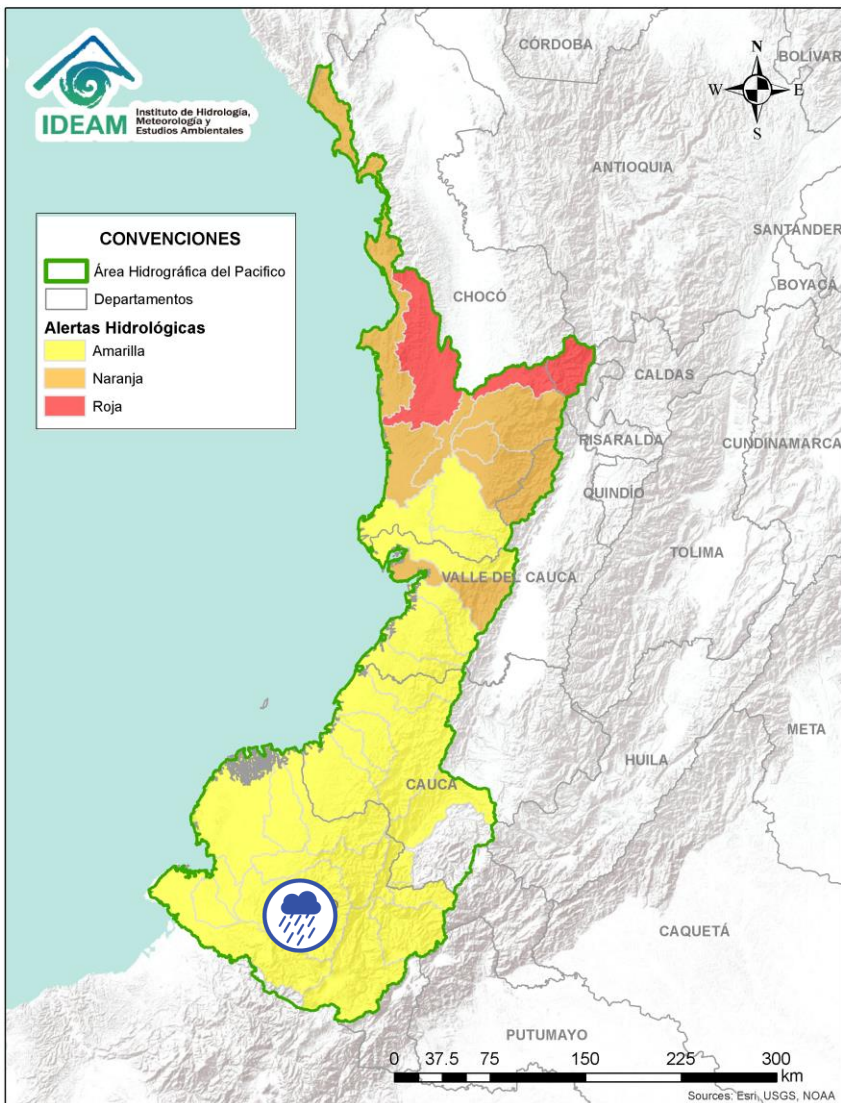 IDEAM
Instituto de Hidrología,
Meteorología y
Estudios Ambientales
CÓRDOBA
BOLÍVAR
N
W
E
S
ANTIOQUIA
SANTANDER
BOYACÁ
CONVENCIONES
Área Hidrográfica del Pacifico
Departamentos
Alertas Hidrológicas
Amarilla
Naranja
Roja
CHOCÓ
CALDAS
RISARALDA
CUNDINAMARCA
QUINDÍO
TOLIMA
VALLE DEL CAUCA
META
HUILA
CAUCA
CAQUETÁ
PUTUMAYO
0 37.5 75 150 225 300
km
Sources: Esri, USGS, NOAA